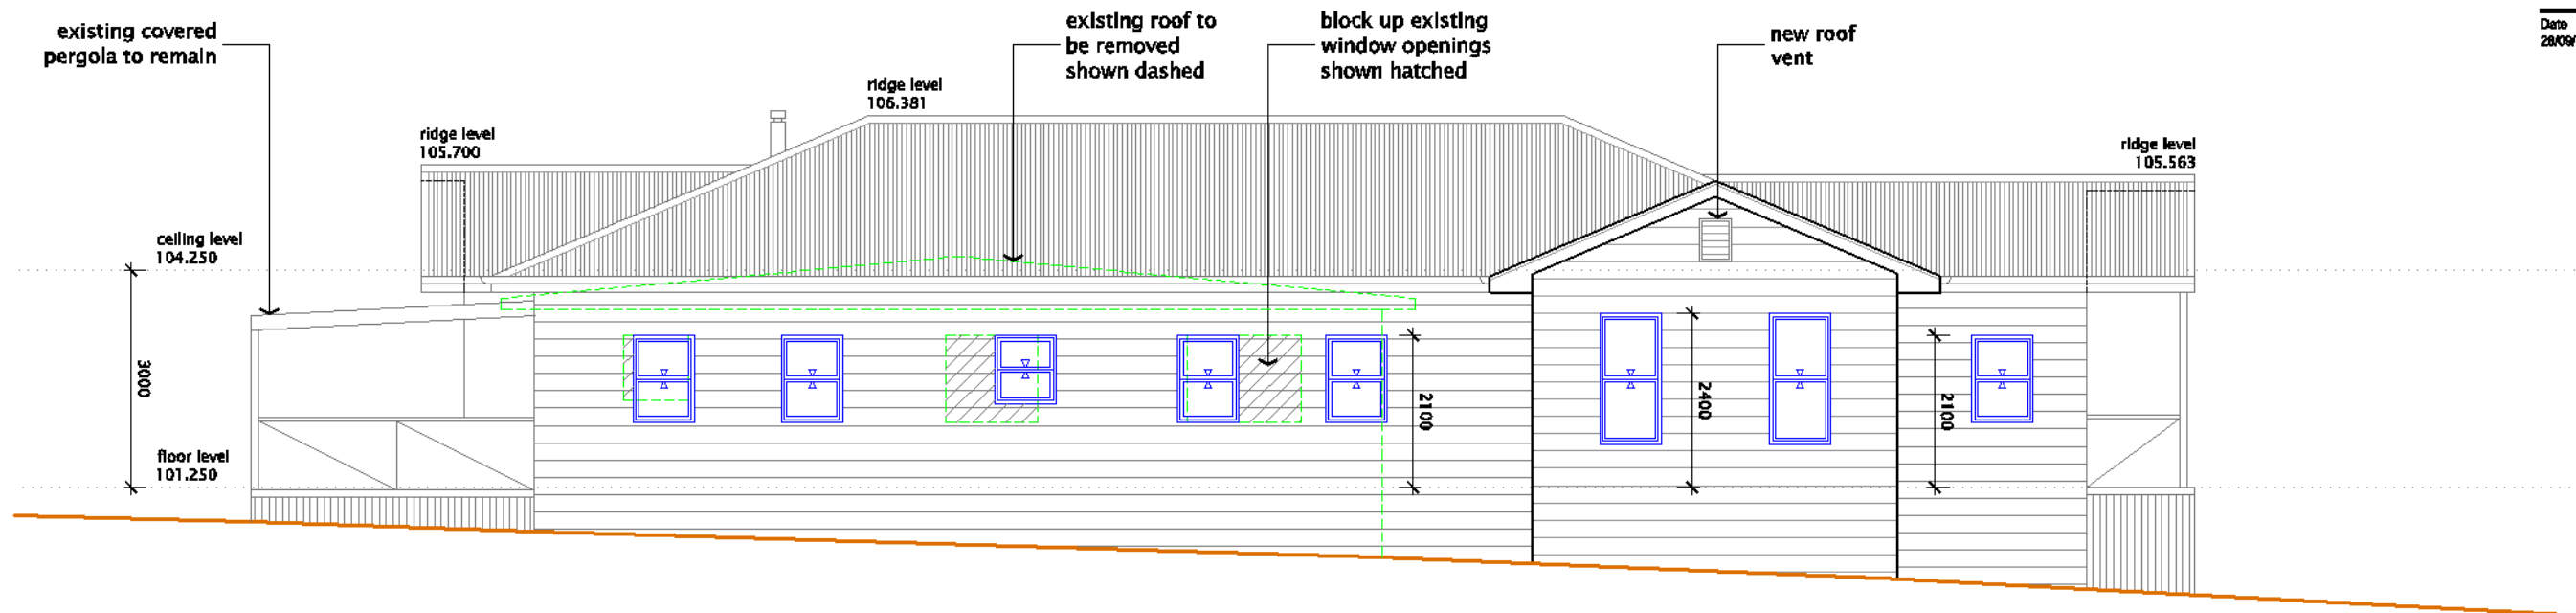 existing covered
pergola to remain
existing roof to
be removed
shown dashed
block up existing
window openings
shown hatched
new roof
vent
Date
28/09/
ridge level
106.381
ridge level
105.700
ridge level
105.563
ceiling level
104.250
3000
floor level
101.250
2100
2400
2100